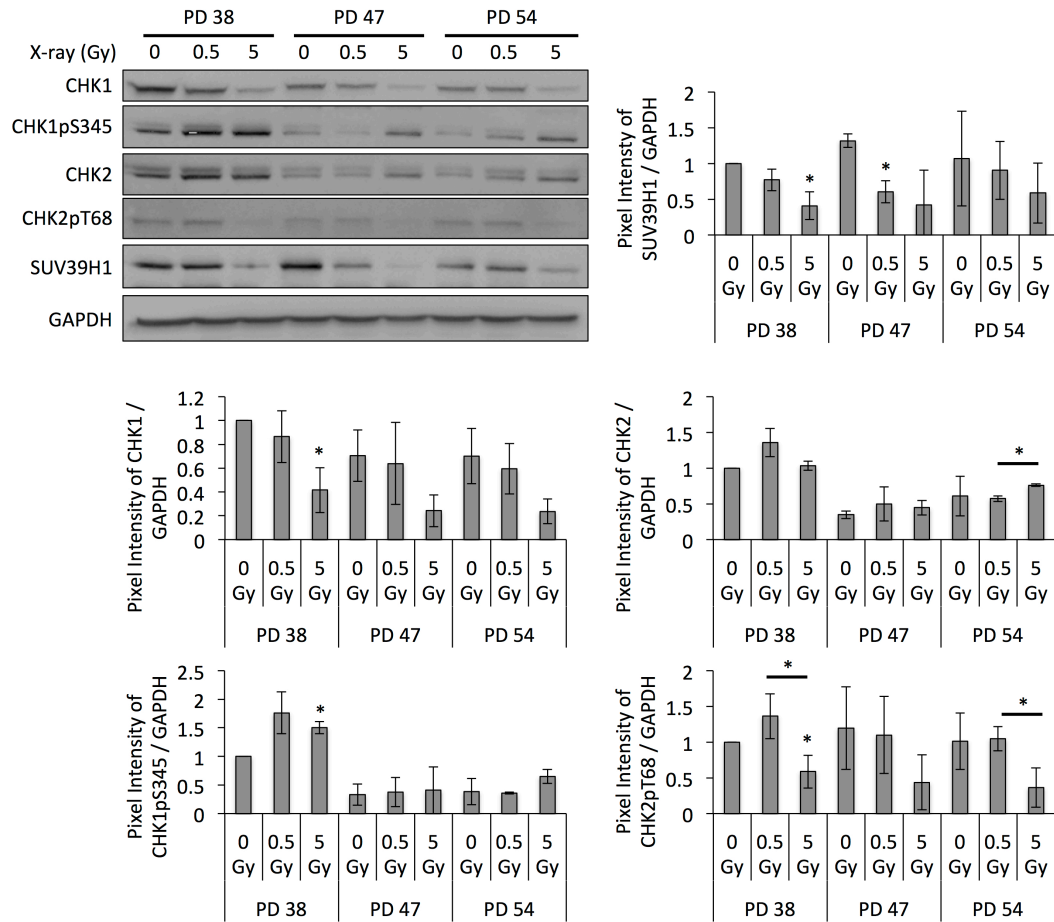 PD 38 PD 47 PD 54
X-ray (Gy) 0 0.5 5 0 0.5 5 0 0.5 5
CHK1
CHK1pS345
CHK2
CHK2pT68
SUV39H1
GAPDH
Pixel Intensty of
SUV39H1 / GAPDH
2
1.5
1
0.5
0
* *
0 0.5 5 0 0.5 5 0 0.5 5
Gy Gy Gy Gy Gy Gy Gy Gy Gy
PD 38 PD 47 PD 54
Pixel Intensity of CHK1 /
GAPDH
1.2
1
0.8
0.6
0.4
0.2
0
*
0 0.5 5 0 0.5 5 0 0.5 5
Gy Gy Gy Gy Gy Gy Gy Gy Gy
PD 38 PD 47 PD 54
Pixel Intensity of CHK2 /
GAPDH
2
1.5
1
0.5
0
*
0 0.5 5 0 0.5 5 0 0.5 5
Gy Gy Gy Gy Gy Gy Gy Gy Gy
PD 38 PD 47 PD 54
Pixel Intensity of
CHK1pS345 / GAPDH
2.5
2
1.5
1
0.5
0
*
0 0.5 5 0 0.5 5 0 0.5 5
Gy Gy Gy Gy Gy Gy Gy Gy Gy
PD 38 PD 47 PD 54
Pixel Intensity of
CHK2pT68 / GAPDH
2
1.5
1
0.5
0
* * *
0 0.5 5 0 0.5 5 0 0.5 5
Gy Gy Gy Gy Gy Gy Gy Gy Gy
PD 38 PD 47 PD 54